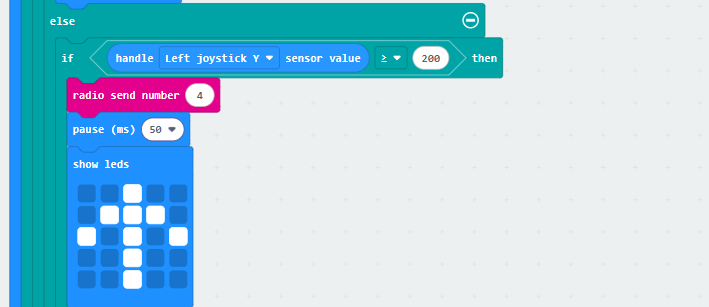 else
if handle Left joystick Y sensor value ≥ 200 then
radio send number 4
pause (ms) 50
show leds